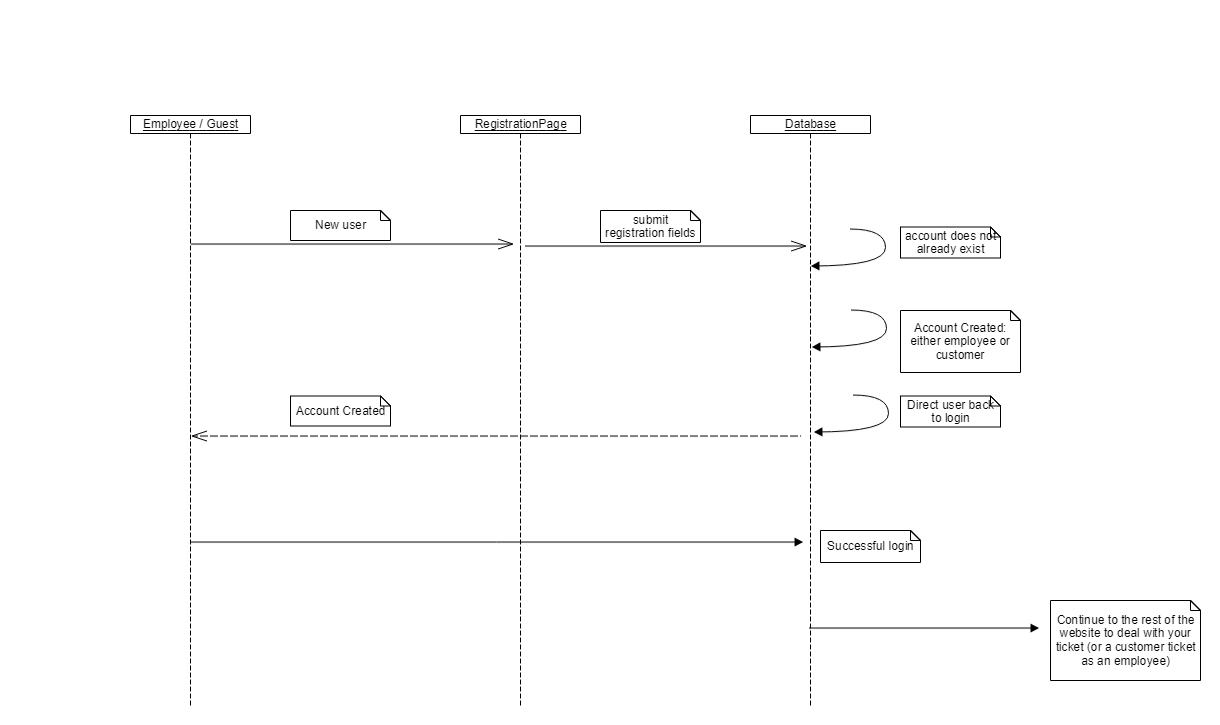 Employee / Guest
RegistrationPage
Database
New user
submit
registration fields
account does not
already exist
Account Created:
either employee or
customer
Account Created
Direct user back
to login
Successful login
Continue to the rest of the
website to deal with your
ticket (or a customer ticket
as an employee)